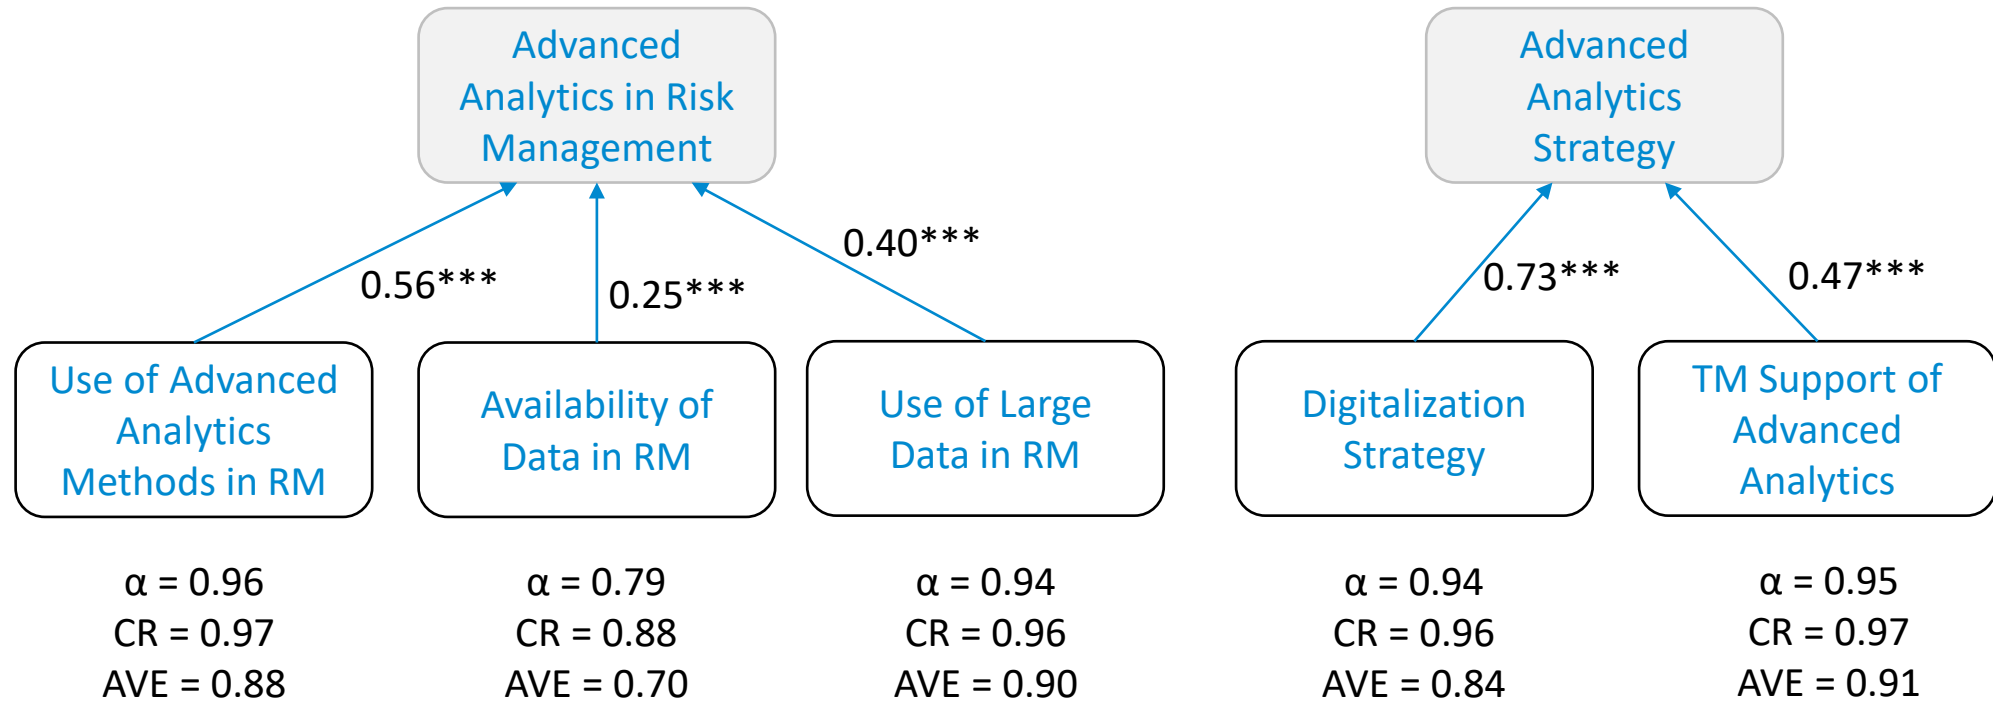 Advanced
Analytics in Risk
Management
Advanced
Analytics
Strategy
0.56***
0.25***
0.40***
0.73***
0.47***
Use of Advanced
Analytics
Methods in RM
Availability of
Data in RM
Use of Large
Data in RM
Digitalization
Strategy
TM Support of
Advanced
Analytics
α = 0.96
CR = 0.97
AVE = 0.88
α = 0.79
CR = 0.88
AVE = 0.70
α = 0.94
CR = 0.96
AVE = 0.90
α = 0.94
CR = 0.96
AVE = 0.84
α = 0.95
CR = 0.97
AVE = 0.91